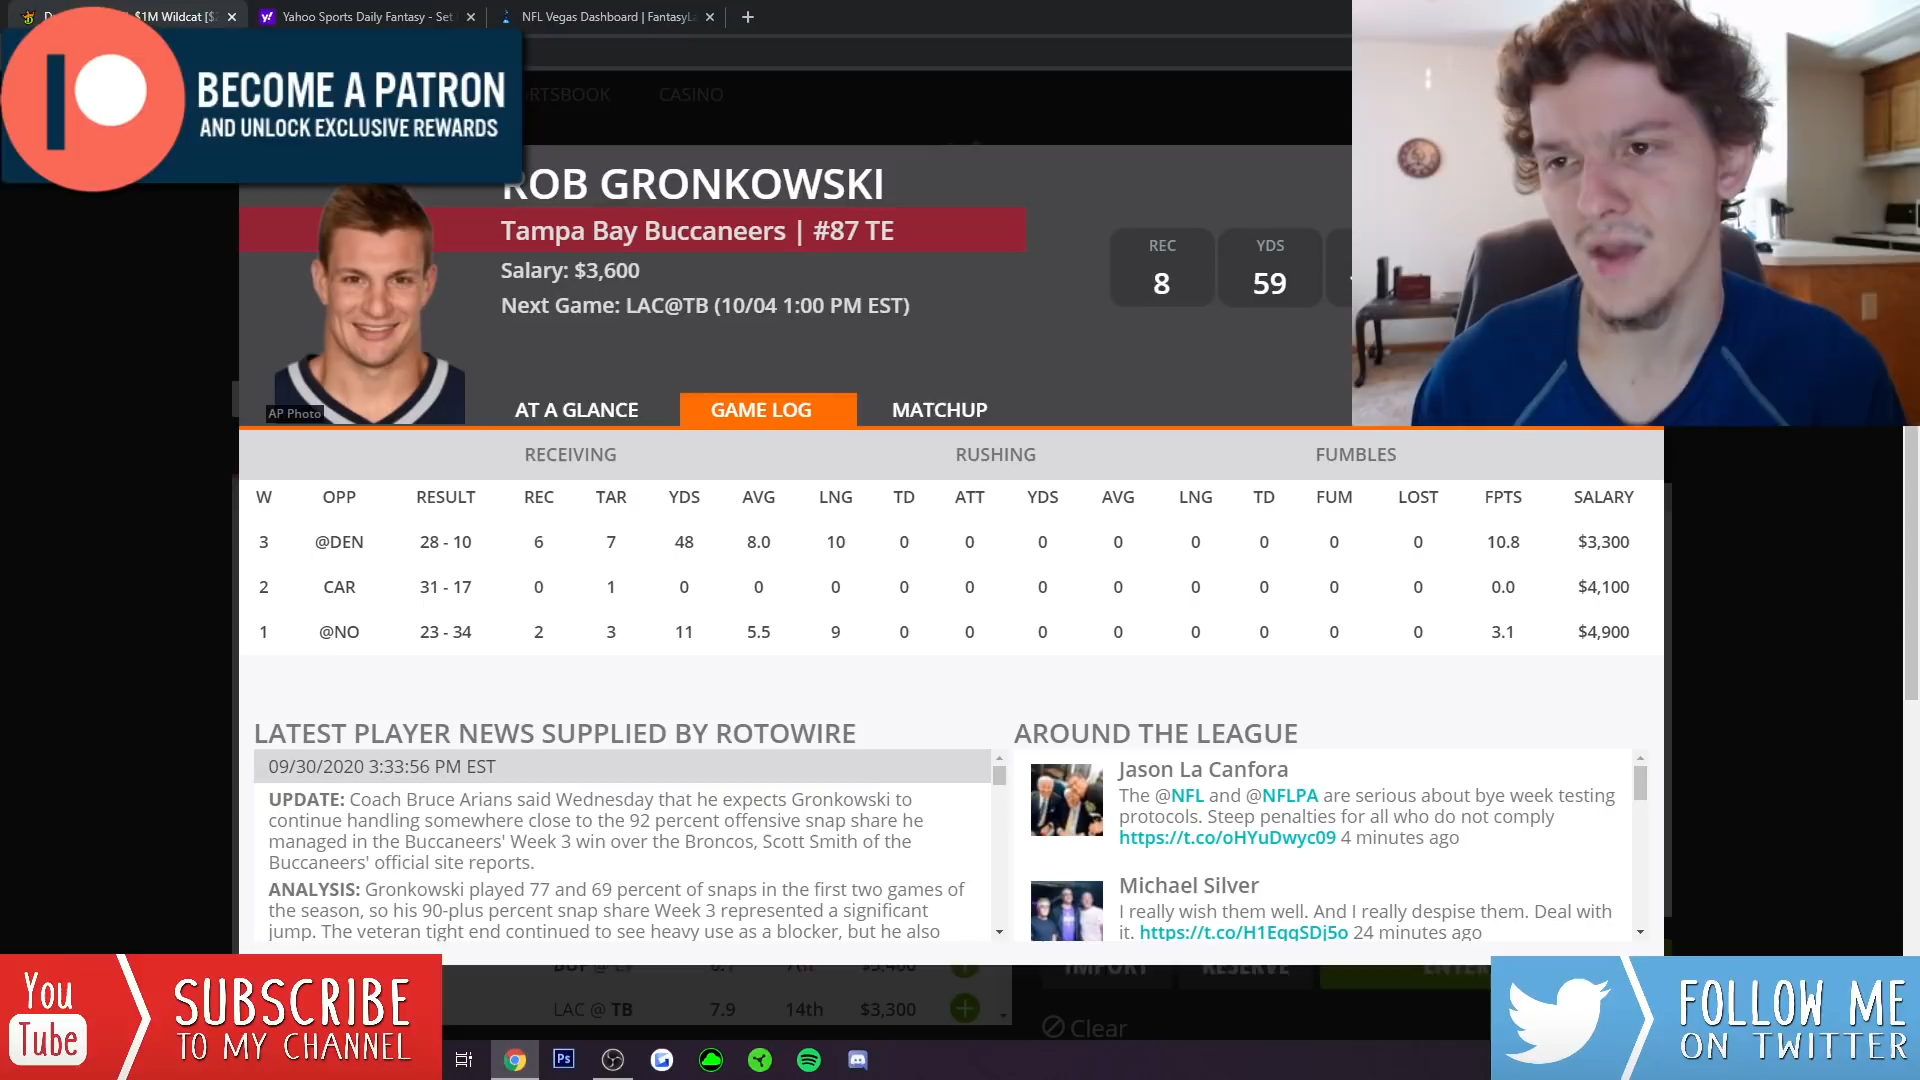 $1M Wildcat [$
Yahoo Sports Daily Fantasy - Set
NFL Vegas Dashboard | FantasyL
BECOME A PATRON
AND UNLOCK EXCLUSIVE REWARDS
RTSBOOK
CASINO
ROB GRONKOWSKI
Tampa Bay Buccaneers | #87 TE
Salary: $3,600
Next Game: LAC@TB (10/04 1:00 PM EST)
REC YDS
8 59
AP Photo
AT A GLANCE GAME LOG MATCHUP
RECEIVING RUSHING FUMBLES
W OPP RESULT REC TAR YDS AVG LNG TD ATT YDS AVG LNG TD FUM LOST FPTS SALARY
3 @DEN 28 - 10 6 7 48 8.0 10 0 0 0 0 0 0 0 0 10.8 $3,300
2 CAR 31 - 17 0 1 0 0 0 0 0 0 0 0 0 0 0 0.0 $4,100
1 @NO 23 - 34 2 3 11 5.5 9 0 0 0 0 0 0 0 0 3.1 $4,900
LATEST PLAYER NEWS SUPPLIED BY ROTOWIRE
09/30/2020 3:33:56 PM EST
UPDATE: Coach Bruce Arians said Wednesday that he expects Gronkowski to
continue handling somewhere close to the 92 percent offensive snap share he
managed in the Buccaneers' Week 3 win over the Broncos, Scott Smith of the
Buccaneers' official site reports.
ANALYSIS: Gronkowski played 77 and 69 percent of snaps in the first two games of
the season, so his 90-plus percent snap share Week 3 represented a significant
jump. The veteran tight end continued to see heavy use as a blocker, but he also
AROUND THE LEAGUE
Jason La Canfora
The @NFL and @NFLPA are serious about bye week testing
protocols. Steep penalties for all who do not comply
https://t.co/oHYuDwyc09 4 minutes ago
Michael Silver
I really wish them well. And I really despise them. Deal with
it. https://t.co/H1EqqSDj5o 24 minutes ago
IMPORT RESERVE ENTER
LAC @ TB 7.9 14th $3,300
Clear
You
Tube
SUBSCRIBE
TO MY CHANNEL
Ps
FOLLOW ME
ON TWITTER